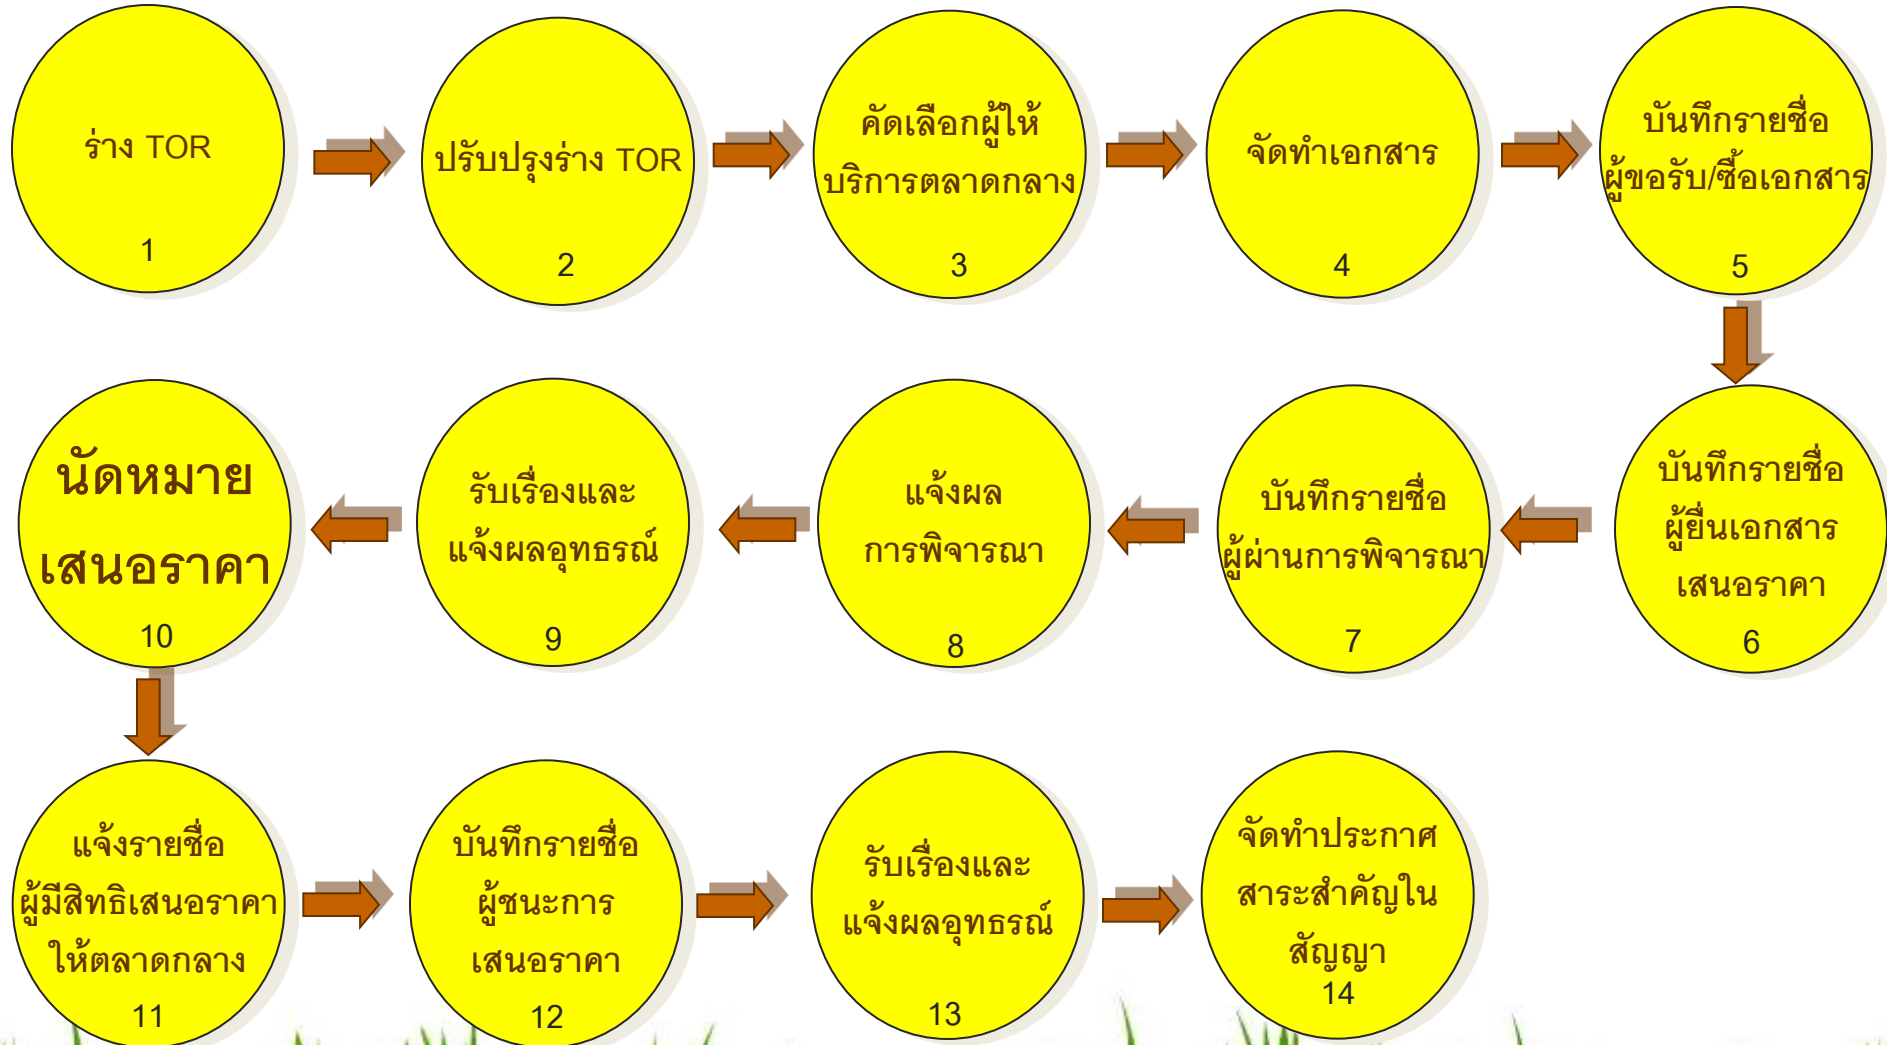 ร่าง TOR
1
ปรับปรุงร่าง TOR
2
คัดเลือกผู้ให้
บริการตลาดกลาง
3
จัดทำเอกสาร
4
บันทึกรายชื่อ
ผู้ขอรับ/ซื้อเอกสาร
5
บันทึกรายชื่อ
ผู้ยื่นเอกสาร
เสนอราคา
6
บันทึกรายชื่อ
ผู้ผ่านการพิจารณา
7
แจ้งผล
การพิจารณา
8
รับเรื่องและ
แจ้งผลอุทธรณ์
9
นัดหมาย
เสนอราคา
10
แจ้งรายชื่อ
ผู้มีสิทธิเสนอราคา
ให้ตลาดกลาง
11
บันทึกรายชื่อ
ผู้ชนะการ
เสนอราคา
12
รับเรื่องและ
แจ้งผลอุทธรณ์
13
จัดทำประกาศ
สาระสำคัญใน
สัญญา
14